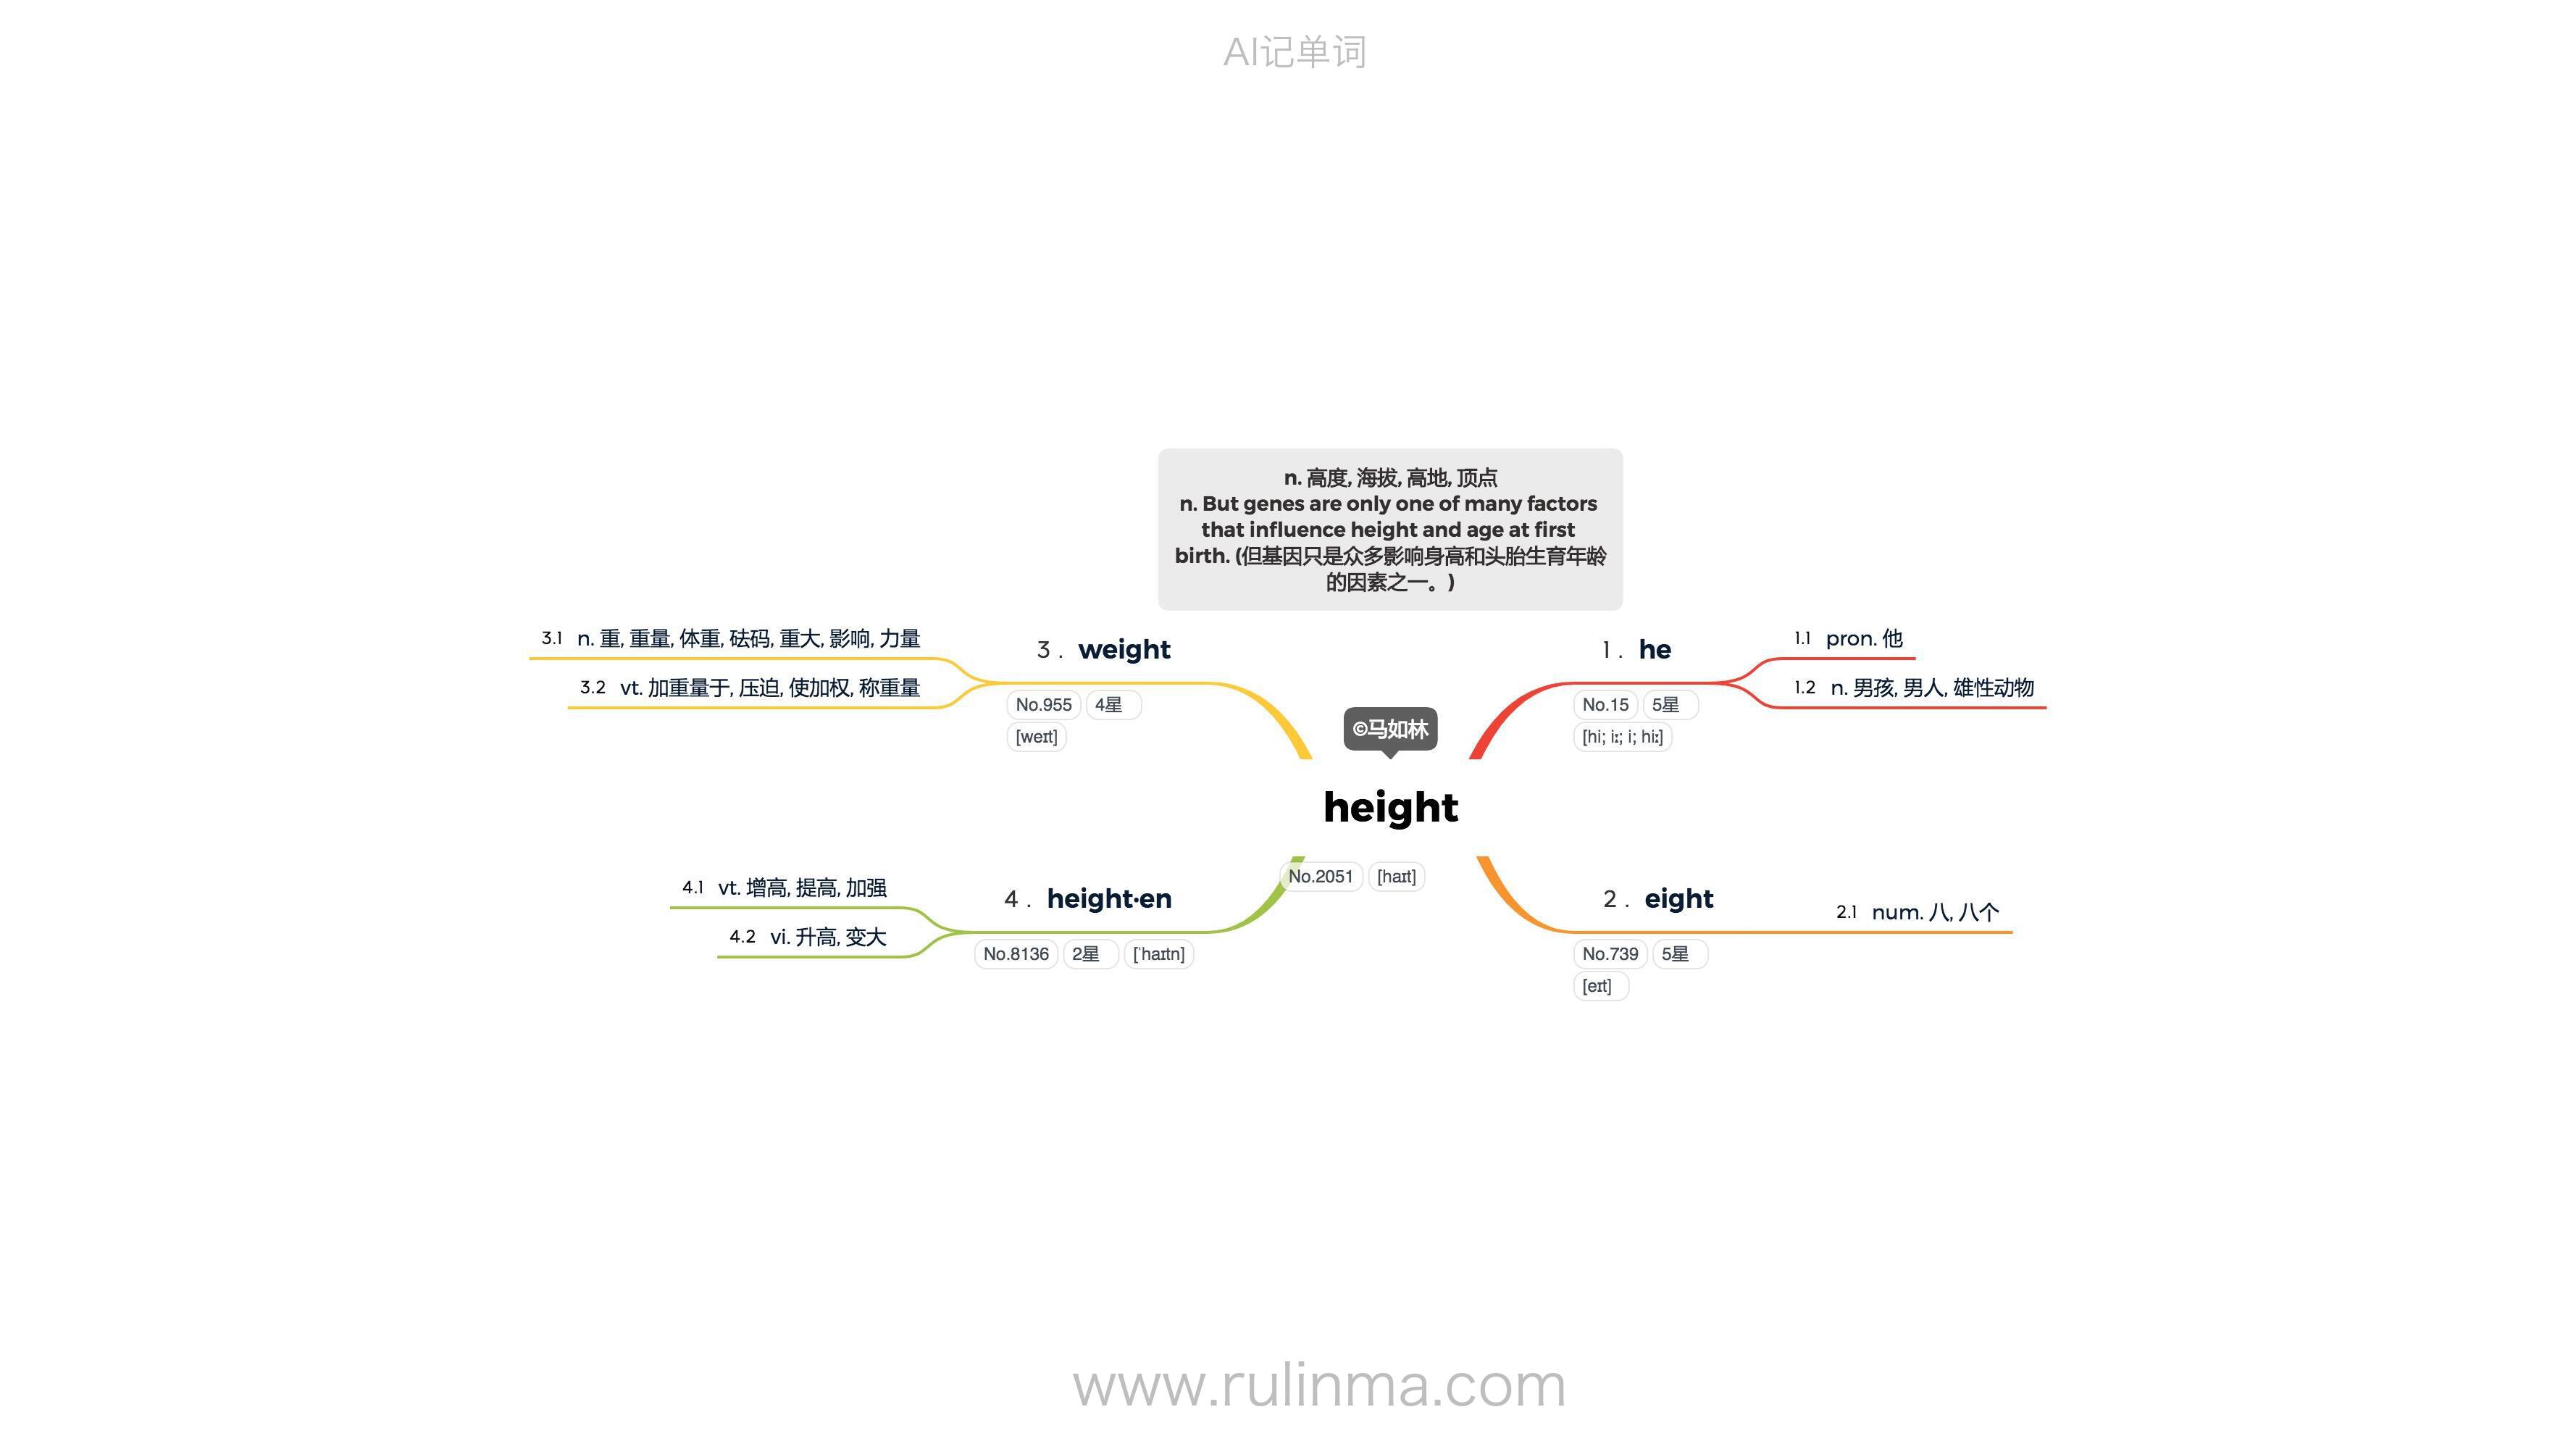 AI记单词
n. 高度, 海拔, 高地, 顶点
n. But genes are only one of many factors
that influence height and age at first
birth. (但基因只是众多影响身高和头胎生育年龄
的因素之一。)
©马如林
height
No.2051 [haɪt]
1 . he
No.15 5星
[hi; iː; i; hiː]
1.1 pron. 他
1.2 n. 男孩, 男人, 雄性动物
2 . eight
No.739 5星
[eɪt]
2.1 num. 八, 八个
3 . weight
No.955 4星
[weɪt]
3.1 n. 重, 重量, 体重, 砝码, 重大, 影响, 力量
3.2 vt. 加重量于, 压迫, 使加权, 称重量
4 . height·en
No.8136 2星 [ˈhaɪtn]
4.1 vt. 增高, 提高, 加强
4.2 vi. 升高, 变大
www.rulinma.com